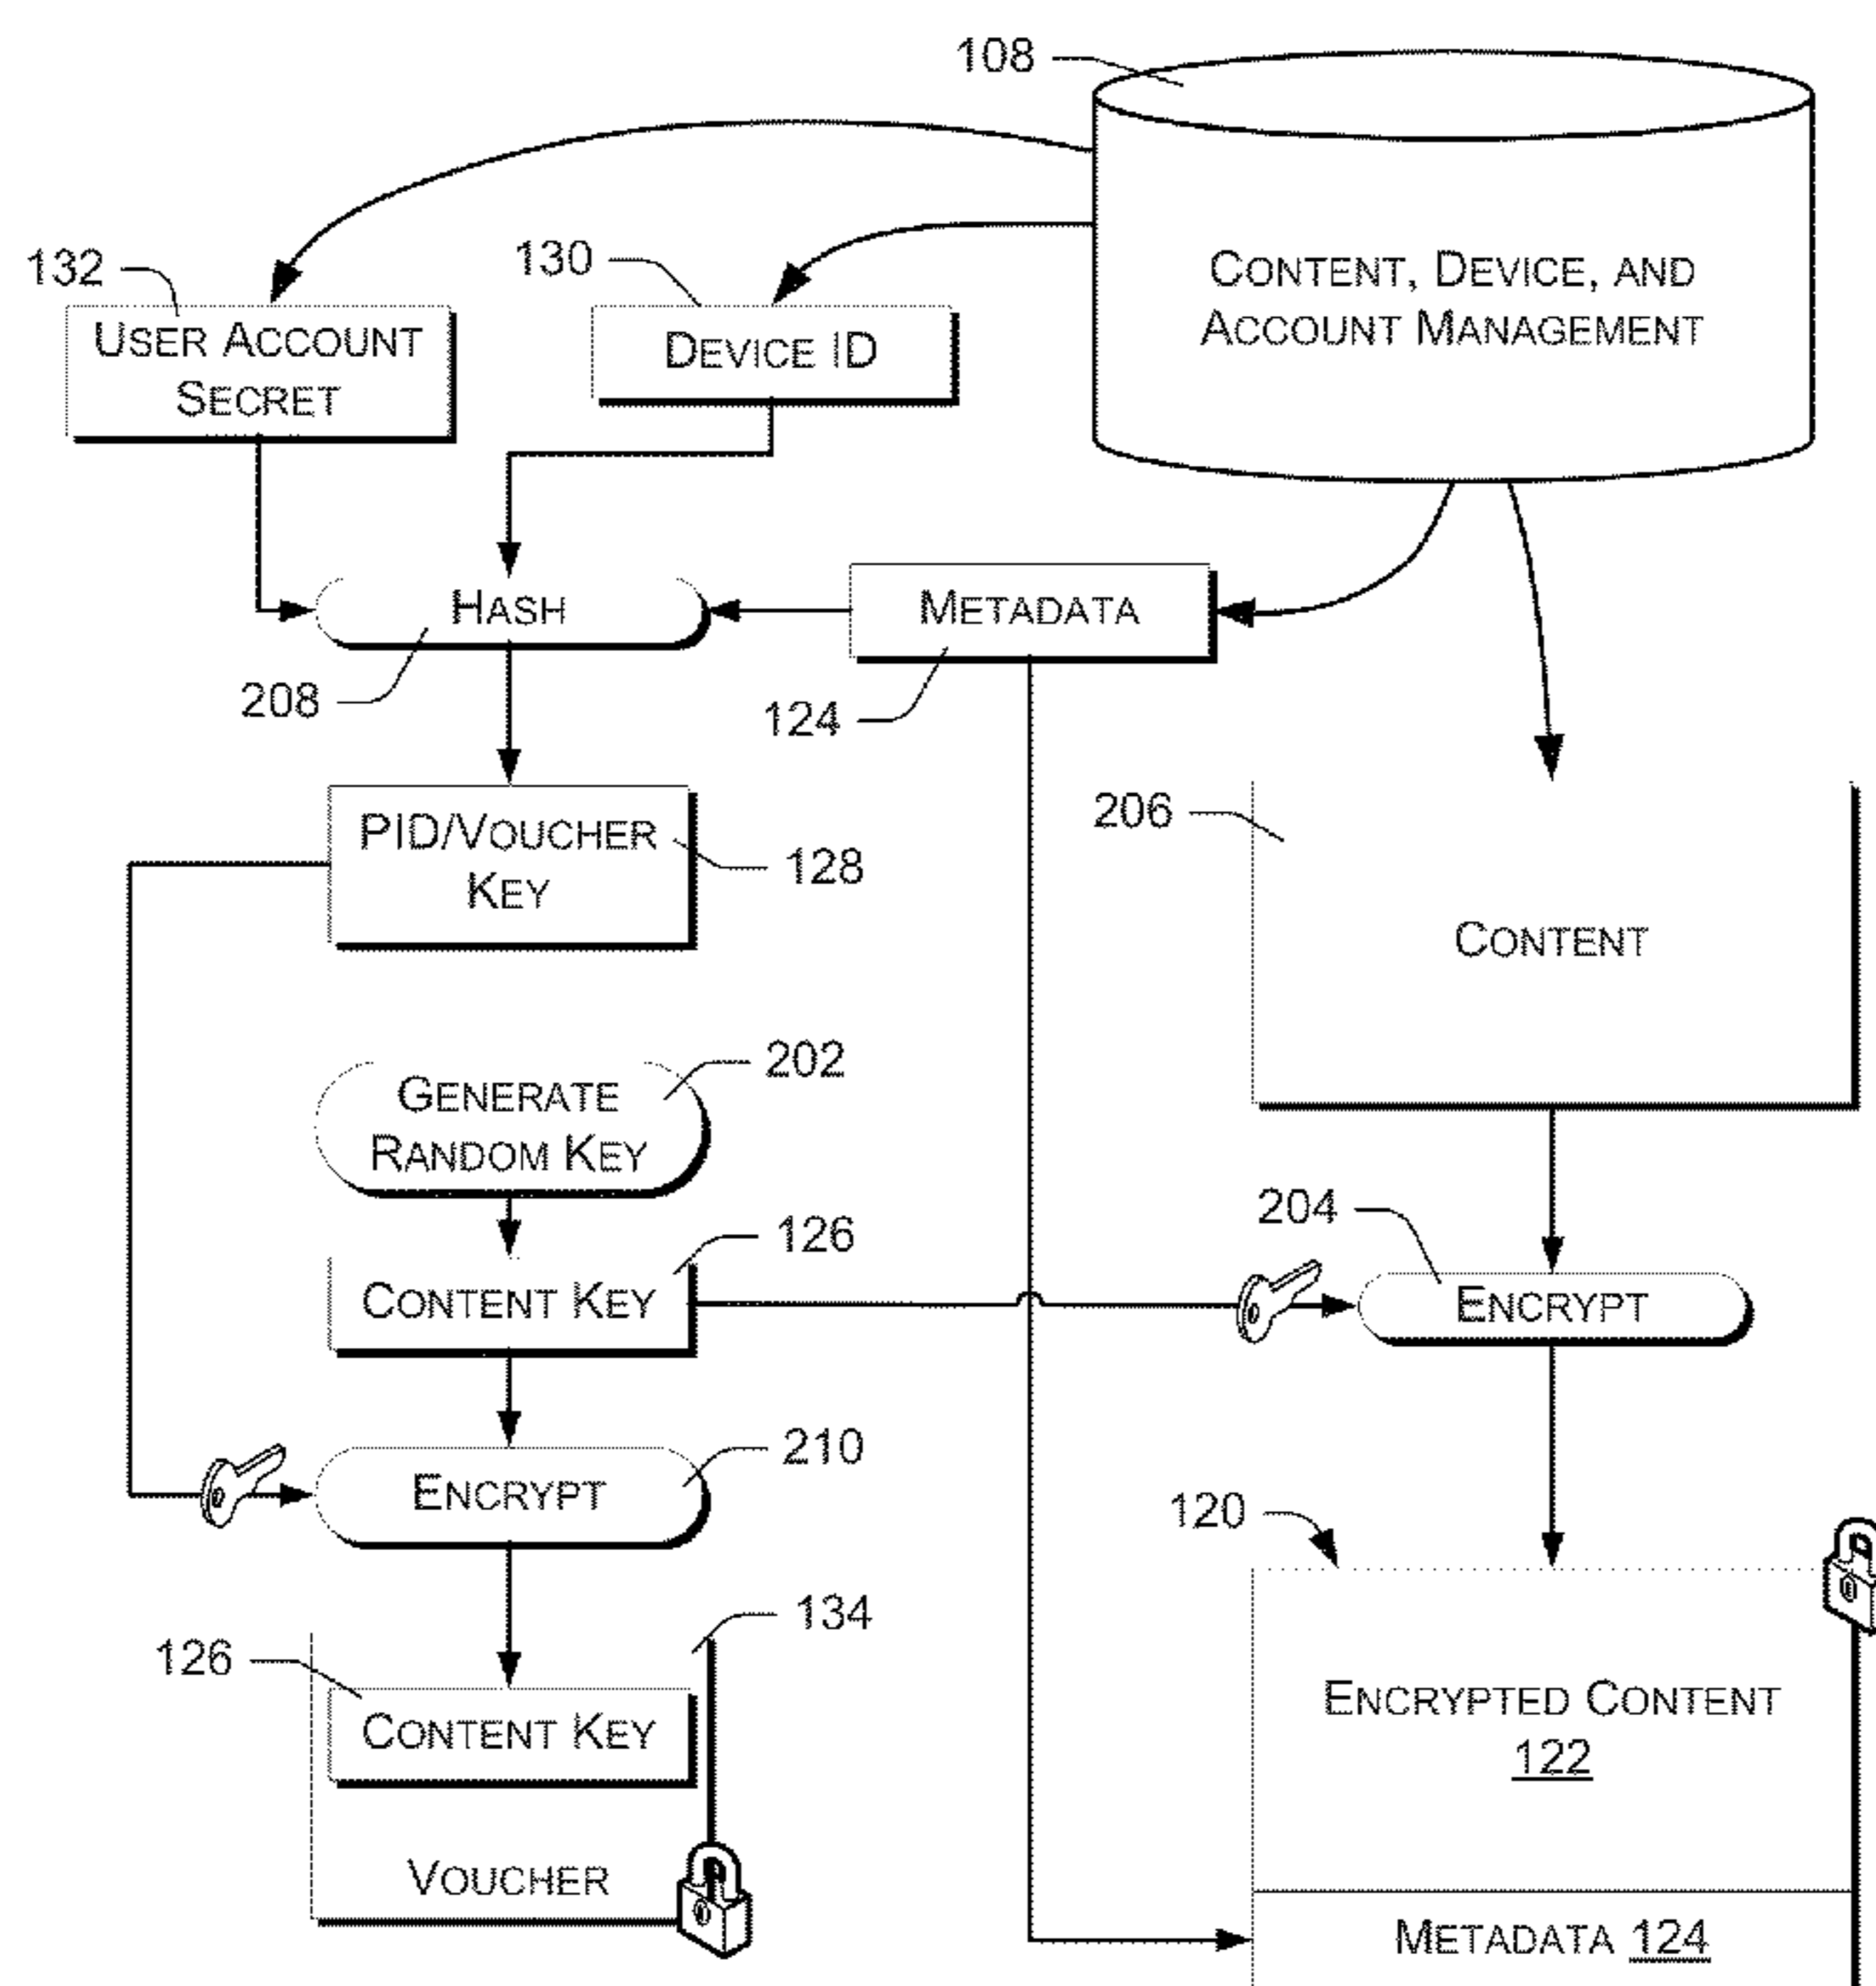 108
CONTENT, DEVICE, AND
ACCOUNT MANAGEMENT
132
130
USER ACCOUNT
SECRET
DEVICE ID
HASH
METADATA
208
124
PID/VOUCHER
KEY
128
206
CONTENT
202
GENERATE
RANDOM KEY
204
126
CONTENT KEY
ENCRYPT
210
ENCRYPT
120
134
126
CONTENT KEY
ENCRYPTED CONTENT
122
VOUCHER
METADATA 124